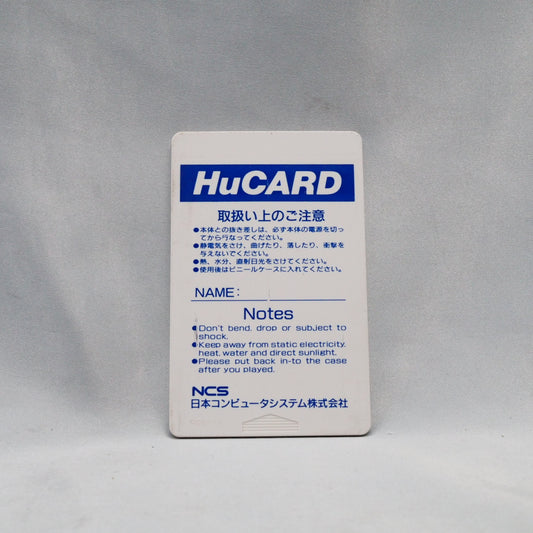 HuCARD
取扱い上のご注意
●本体との抜き差しは、必ず本体の電源を切っ
てから行なってください。
●静電気をさけ、曲げたり、落したり、衝撃を
与えないでください。
●熱、水分、直射日光をさけてください。
●使用後はビニールケースに入れてください。
NAME:
Notes
●Don't bend, drop or subject to
shock.
●Keep away from static electricity,
heat, water and direct sunlight.
●Please put back in-to the case
after you played.
NCS
日本コンピュータシステム株式会社